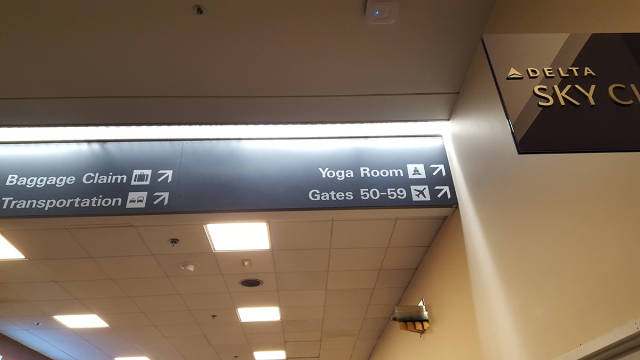 Baggage Claim
Transportation
Yoga Room
Gates 50-59
DELTA
SKY